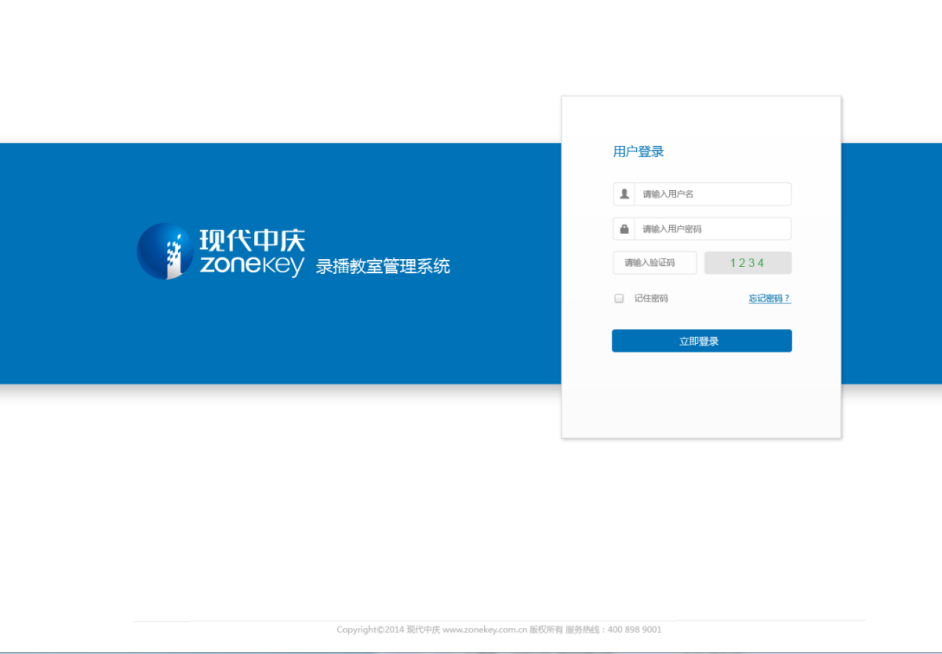 用户登录
请输入用户名
现代中庆
zonekey 录播教室管理系统
请输入用户密码
请输入验证码 1234
记住密码 忘记密码？
立即登录
Copyright©2014 现代中庆 www.zonekey.com.cn 版权所有 服务热线：400 898 9001